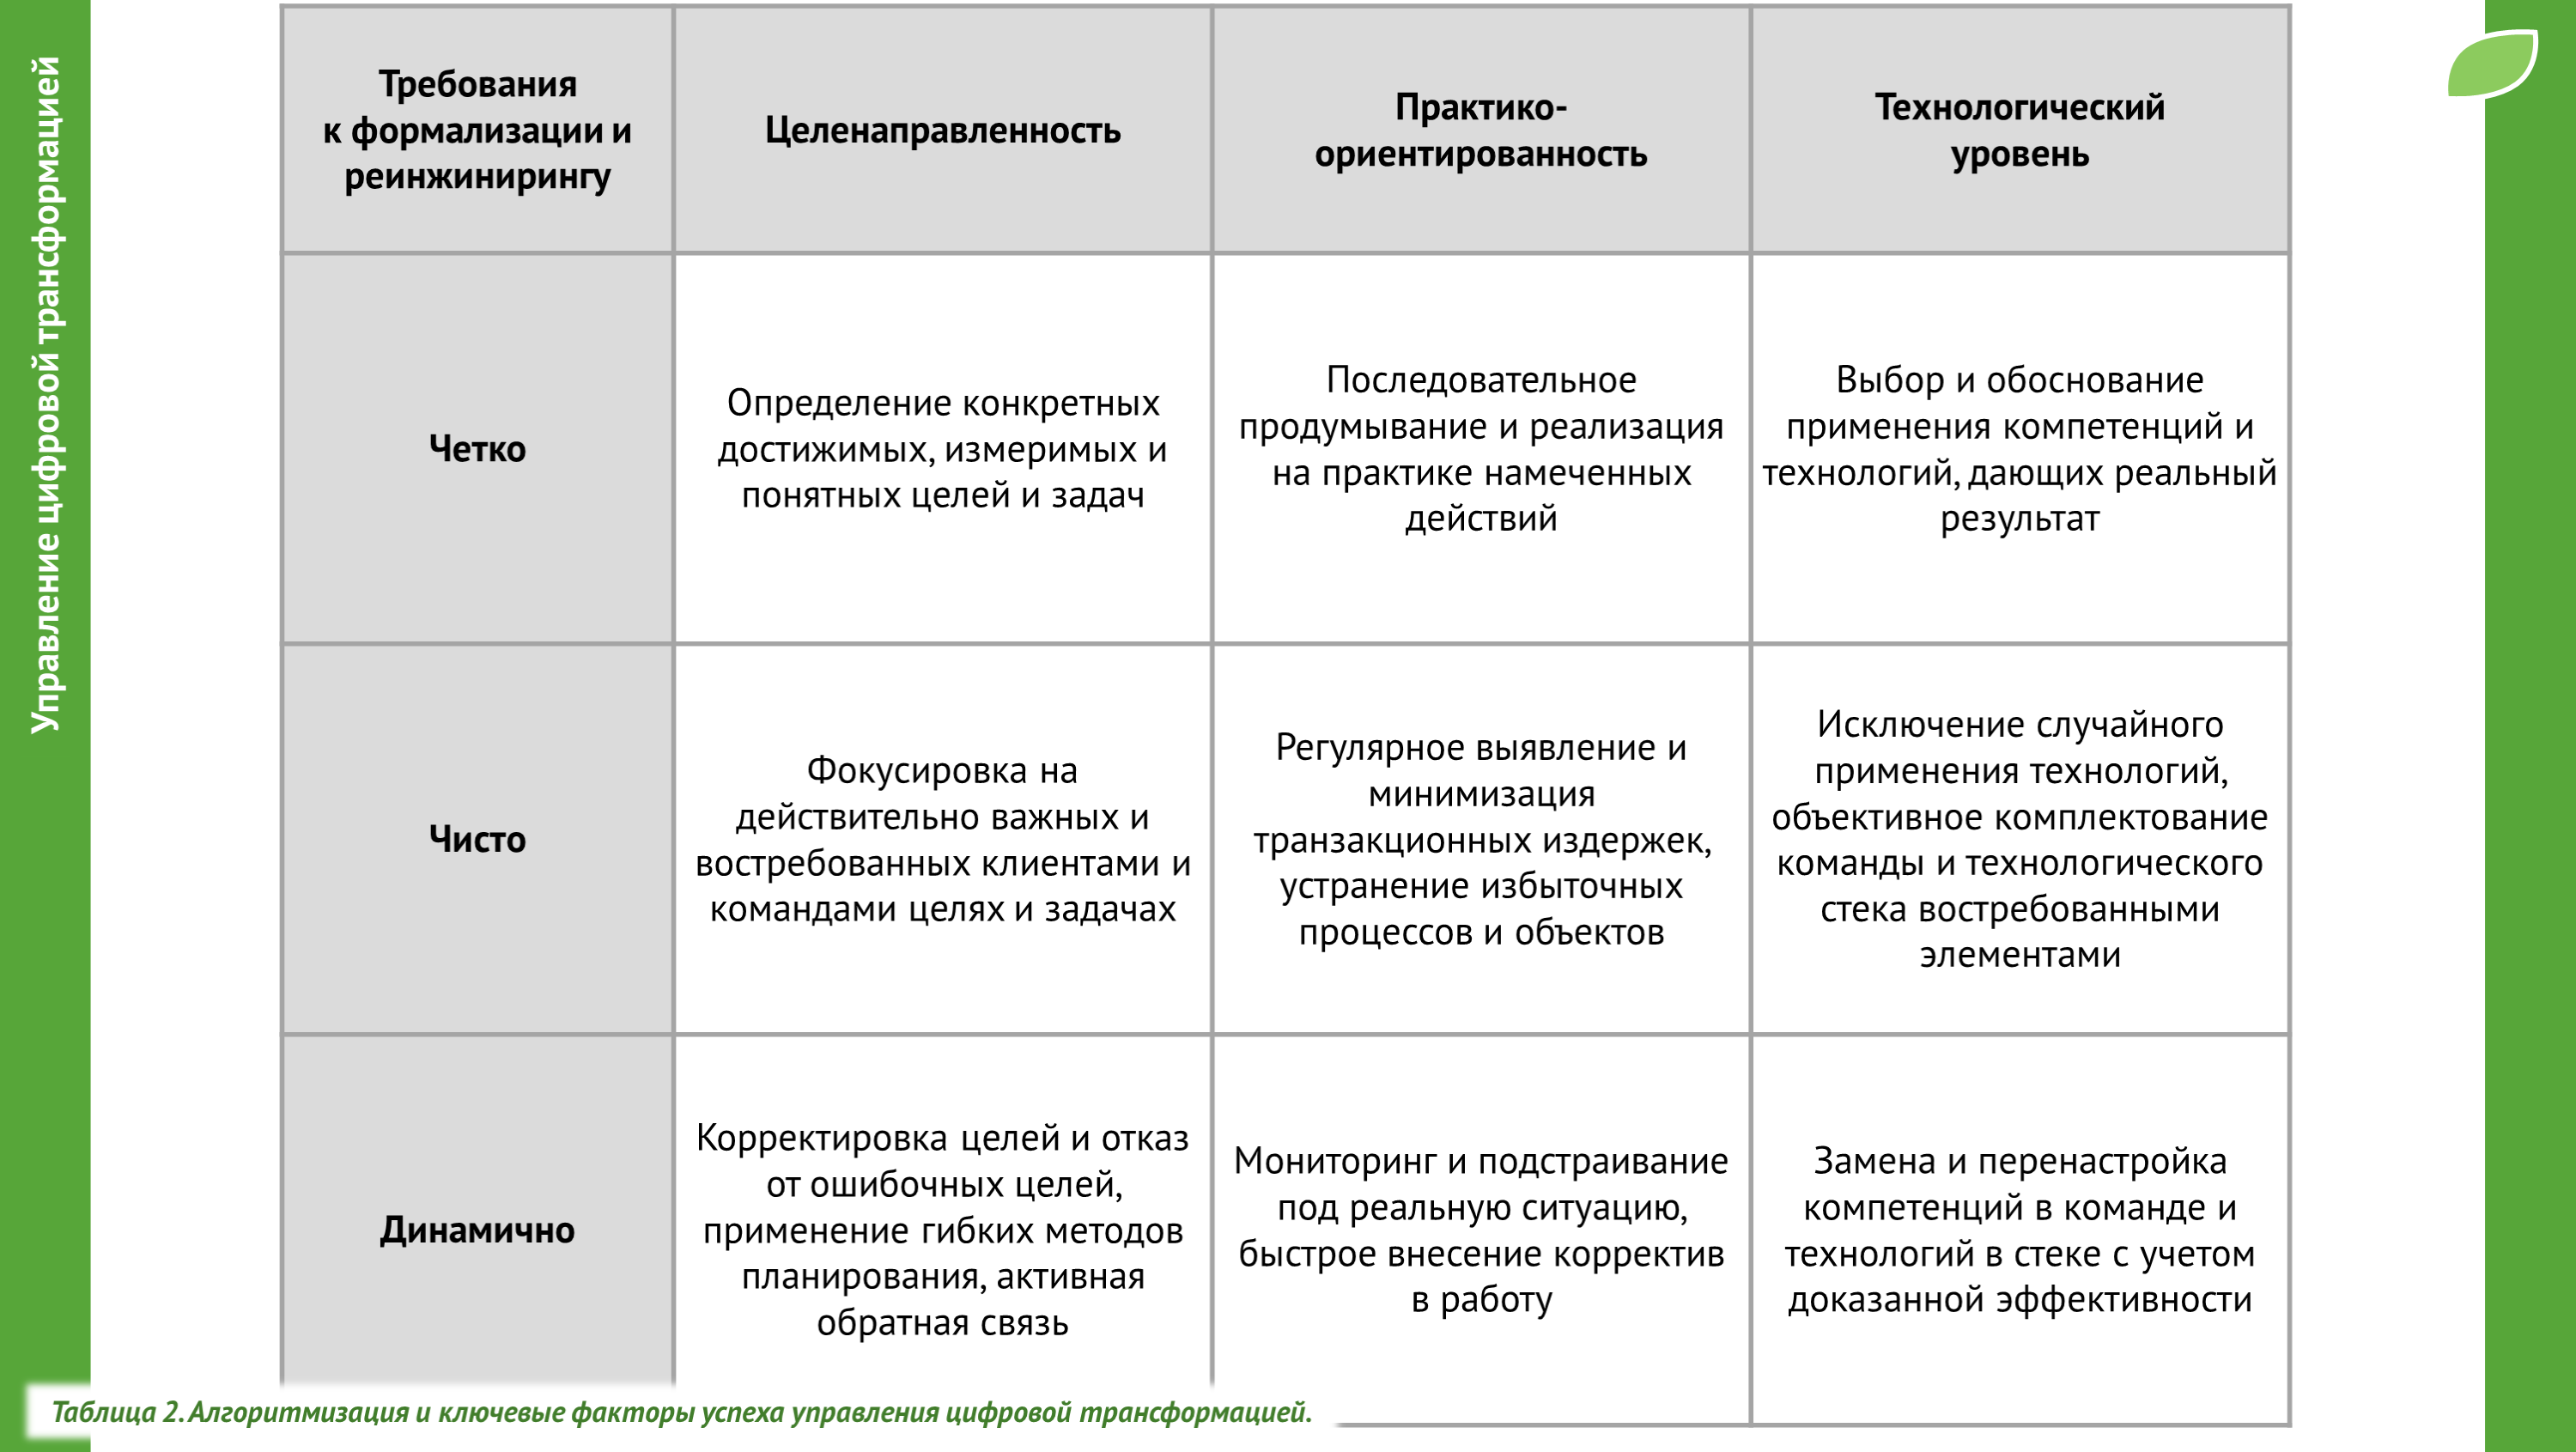 Управление цифровой трансформацией
Требования
к формализации и
реинжинирингу
Целенаправленность
Практико-
ориентированность
Технологический
уровень
Четко
Определение конкретных
достижимых, измеримых и
понятных целей и задач
Последовательное
продумывание и реализация
на практике намеченных
действий
Выбор и обоснование
применения компетенций и
технологий, дающих реальный
результат
Чисто
Фокусировка на
действительно важных и
востребованных клиентами и
командами целях и задачах
Регулярное выявление и
минимизация
транзакционных издержек,
устранение избыточных
процессов и объектов
Исключение случайного
применения технологий,
объективное комплектование
команды и технологического
стека востребованными
элементами
Динамично
Корректировка целей и отказ
от ошибочных целей,
применение гибких методов
планирования, активная
обратная связь
Мониторинг и подстраивание
под реальную ситуацию,
быстрое внесение корректив
в работу
Замена и перенастройка
компетенций в команде и
технологий в стеке с учетом
доказанной эффективности
Таблица 2. Алгоритмизация и ключевые факторы успеха управления цифровой трансформацией.